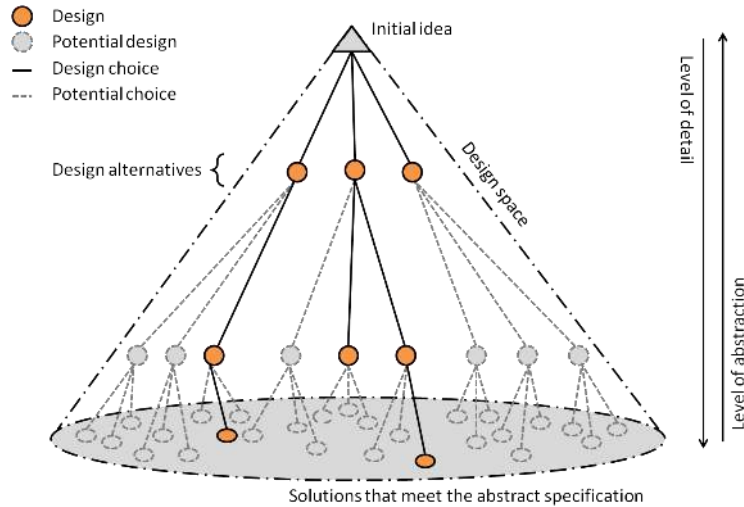 Design
Potential design
Design choice
Potential choice
Initial idea
Design alternatives
Design space
Level of detail
Level of abstraction
Solutions that meet the abstract specification